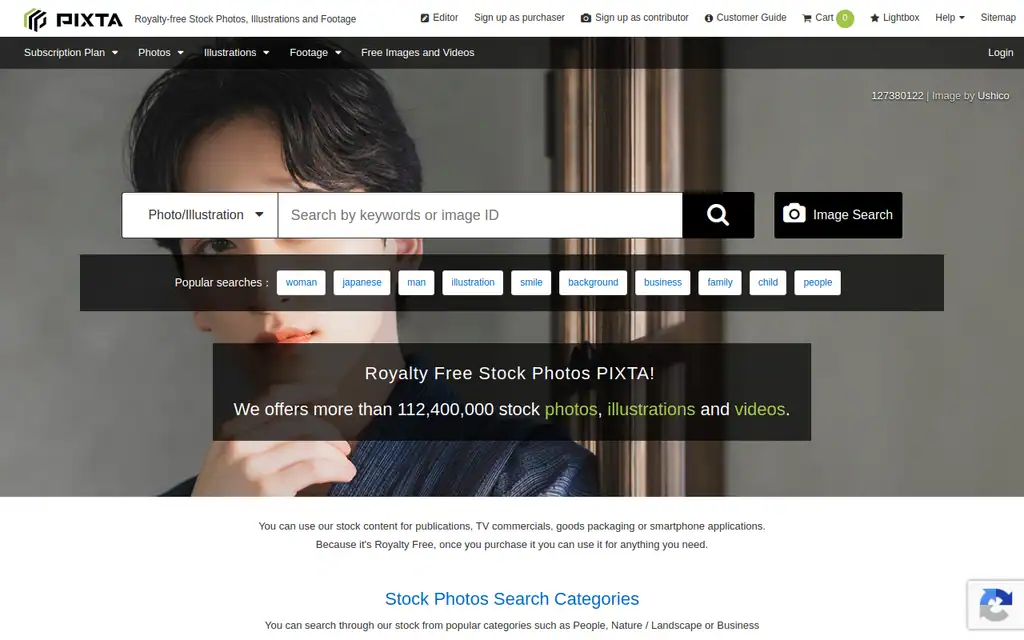 PIXTA Royalty-free Stock Photos, Illustrations and Footage Editor Sign up as purchaser Sign up as contributor Customer Guide Cart 0 Lightbox Help Sitemap
Subscription Plan Photos Illustrations Footage Free Images and Videos Login
127380122 | Image by Ushico
Photo/Illustration Search by keywords or image ID Image Search
Popular searches : woman japanese man illustration smile background business family child people
Royalty Free Stock Photos PIXTA!
We offers more than 112,400,000 stock photos, illustrations and videos.
You can use our stock content for publications, TV commercials, goods packaging or smartphone applications.
Because it's Royalty Free, once you purchase it you can use it for anything you need.
Stock Photos Search Categories
You can search through our stock from popular categories such as People, Nature / Landscape or Business